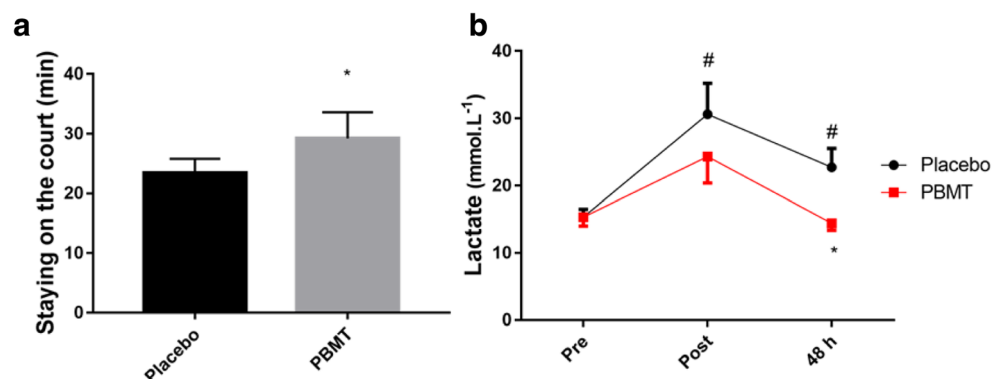 a
Staying on the court (min)
40
30
20
10
0
*
Placebo
PBMT
b
Lactate (mmol.L⁻¹)
40
30
20
10
0
#
#
*
Pre
Post
48 h
Placebo
PBMT